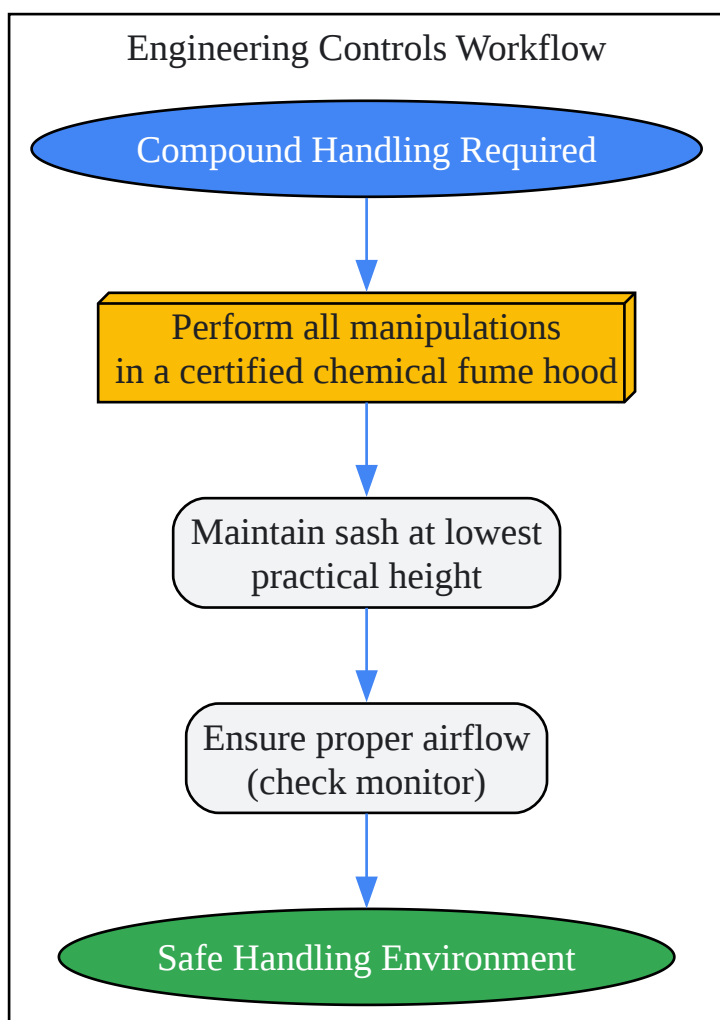 Engineering Controls Workflow
Compound Handling Required
Perform all manipulations
in a certified chemical fume hood
Maintain sash at lowest
practical height
Ensure proper airflow
(check monitor)
Safe Handling Environment